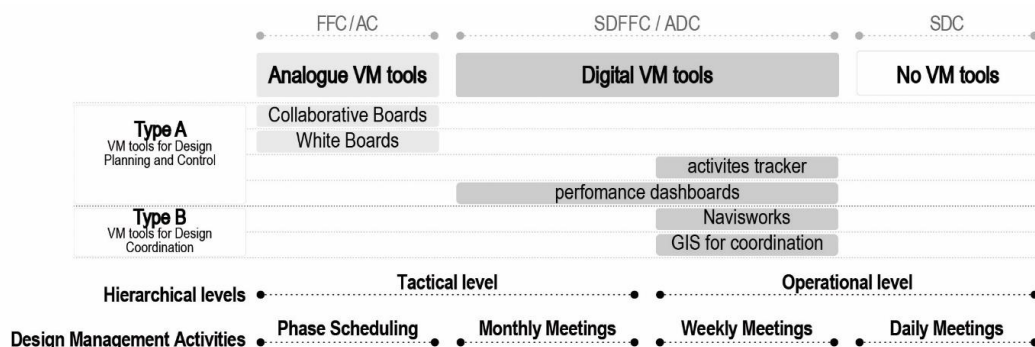 FFC/AC SDFFC / ADC SDC
Analogue VM tools Digital VM tools No VM tools
Type A
VM tools for Design
Planning and Control
Collaborative Boards
White Boards
activites tracker
perfomance dashboards
Type B
VM tools for Design
Coordination
Navisworks
GIS for coordination
Hierarchical levels Tactical level Operational level
Design Management Activities Phase Scheduling Monthly Meetings Weekly Meetings Daily Meetings